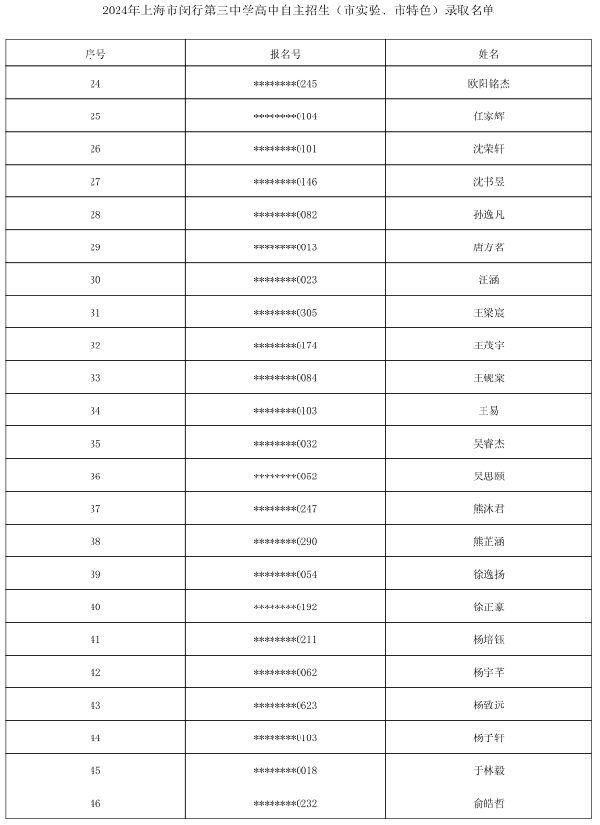 2024年上海市闵行第三中学高中自主招生（市实验、市特色）录取名单
序号 报名号 姓名
24 ********0245 欧阳铭杰
25 ********0104 任家辉
26 ********0101 沈荣轩
27 ********0146 沈书昱
28 ********0082 孙逸凡
29 ********0013 唐方茗
30 ********0023 汪涵
31 ********0305 王梁宸
32 ********0174 王茂宇
33 ********0084 王砚棠
34 ********0103 王易
35 ********0032 吴睿杰
36 ********0052 吴思颐
37 ********0247 熊沐君
38 ********0290 熊芷涵
39 ********0054 徐逸扬
40 ********0192 徐正豪
41 ********0211 杨培钰
42 ********0062 杨宇芊
43 ********0623 杨致远
44 ********0103 杨子轩
45 ********0018 于林毅
46 ********0232 俞皓哲